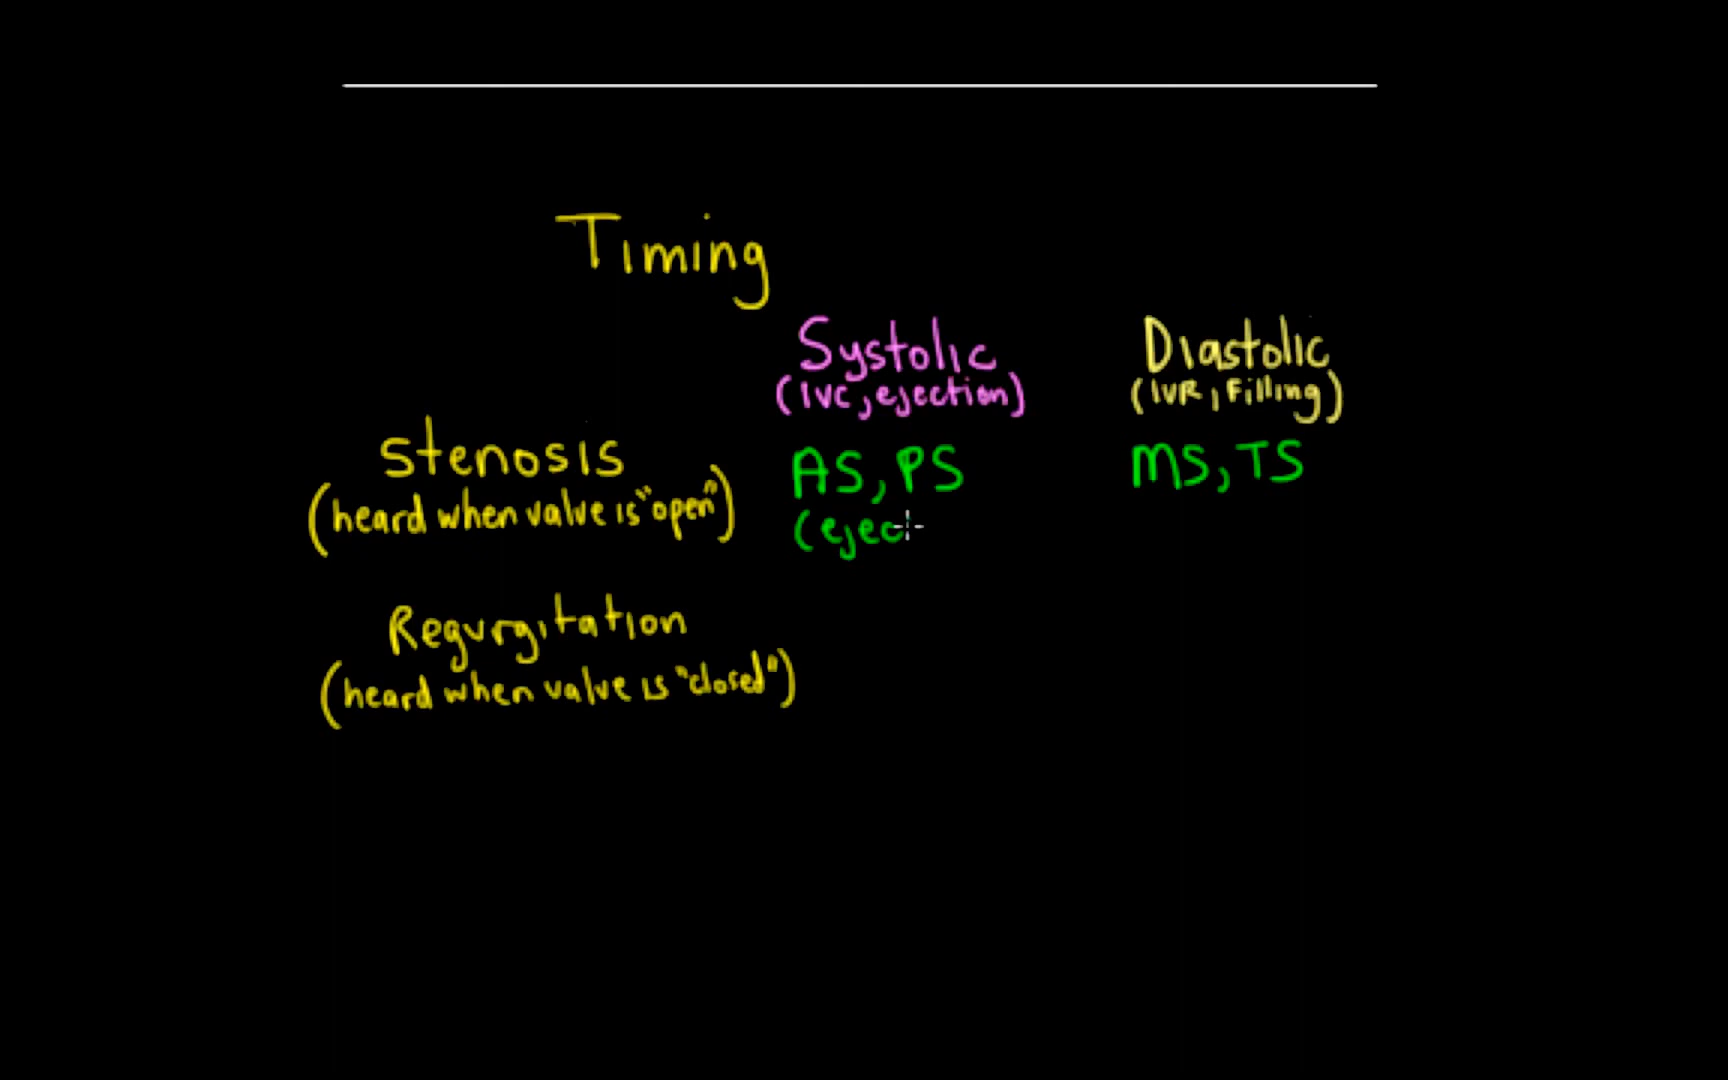 Timing
Systolic
(IVC, ejection)
Diastolic
(IVR, Filling)
Stenosis
(heard when valve is "open")
AS, PS
(ejec
MS, TS
Regurgitation
(heard when valve is "closed")